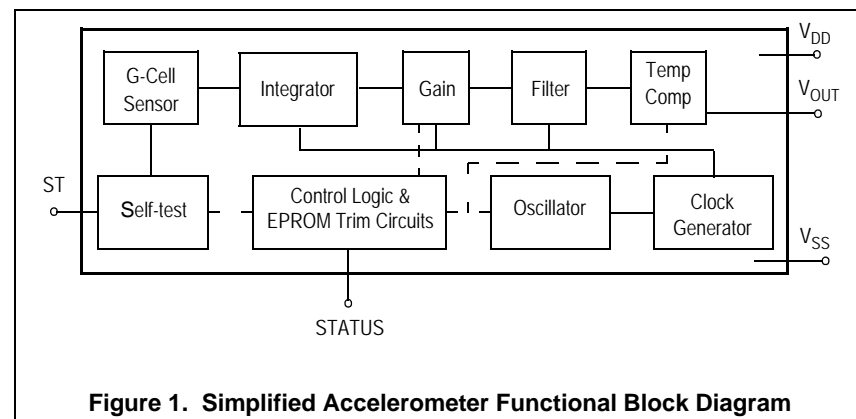 V_DD
G-Cell
Sensor
Integrator
Gain
Filter
Temp
Comp
V_OUT
ST
Self-test
Control Logic &
EPROM Trim Circuits
Oscillator
Clock
Generator
V_SS
STATUS
Figure 1. Simplified Accelerometer Functional Block Diagram